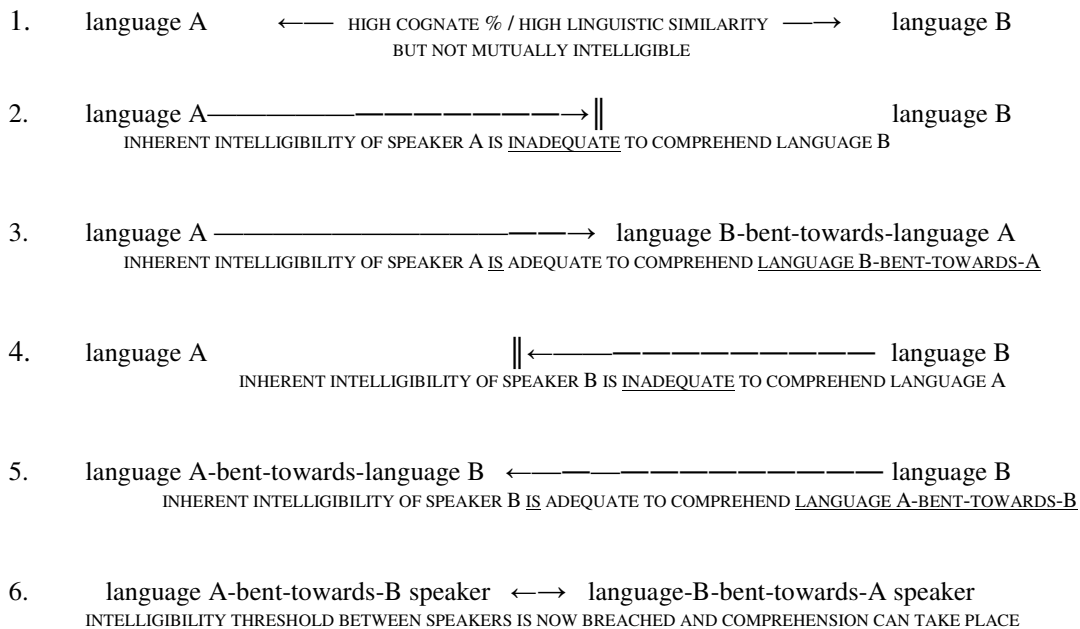 1. language A ←—— HIGH COGNATE % / HIGH LINGUISTIC SIMILARITY ——→ language B
BUT NOT MUTUALLY INTELLIGIBLE
2. language A—————————————→║ language B
INHERENT INTELLIGIBILITY OF SPEAKER A IS INADEQUATE TO COMPREHEND LANGUAGE B
3. language A —————————————→ language B-bent-towards-language A
INHERENT INTELLIGIBILITY OF SPEAKER A IS ADEQUATE TO COMPREHEND LANGUAGE B-BENT-TOWARDS-A
4. language A ║←———————————— language B
INHERENT INTELLIGIBILITY OF SPEAKER B IS INADEQUATE TO COMPREHEND LANGUAGE A
5. language A-bent-towards-language B ←————————————— language B
INHERENT INTELLIGIBILITY OF SPEAKER B IS ADEQUATE TO COMPREHEND LANGUAGE A-BENT-TOWARDS-B
6. language A-bent-towards-B speaker ←→ language-B-bent-towards-A speaker
INTELLIGIBILITY THRESHOLD BETWEEN SPEAKERS IS NOW BREACHED AND COMPREHENSION CAN TAKE PLACE